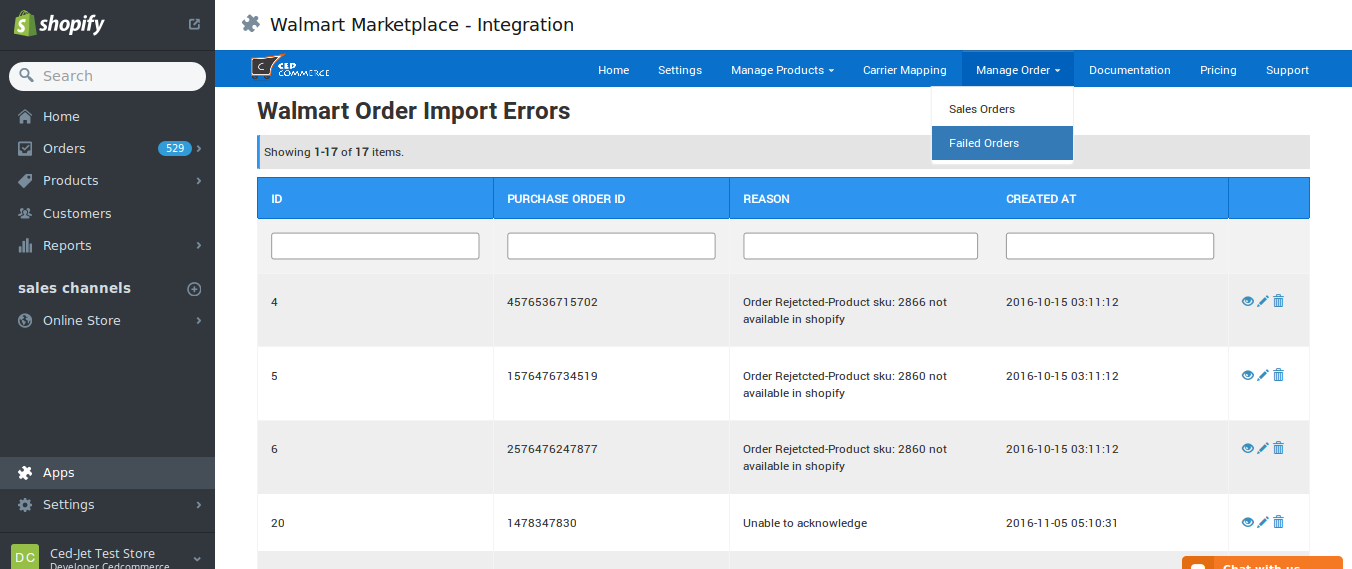 shopify
Search
Home
Orders 529
Products
Customers
Reports
sales channels
Online Store
Apps
Settings
DC
Ced-Jet Test Store
Developer Cedcommerce
Walmart Marketplace - Integration
C CED COMMERCE
Home Settings Manage Products Carrier Mapping Manage Order Documentation Pricing Support
Sales Orders
Failed Orders
Walmart Order Import Errors
Showing 1-17 of 17 items.
ID PURCHASE ORDER ID REASON CREATED AT
4 4576536715702 Order Rejetcted-Product sku: 2866 not 2016-10-15 03:11:12
available in shopify
5 1576476734519 Order Rejetcted-Product sku: 2860 not 2016-10-15 03:11:12
available in shopify
6 2576476247877 Order Rejetcted-Product sku: 2860 not 2016-10-15 03:11:12
available in shopify
20 1478347830 Unable to acknowledge 2016-11-05 05:10:31
Chat with us